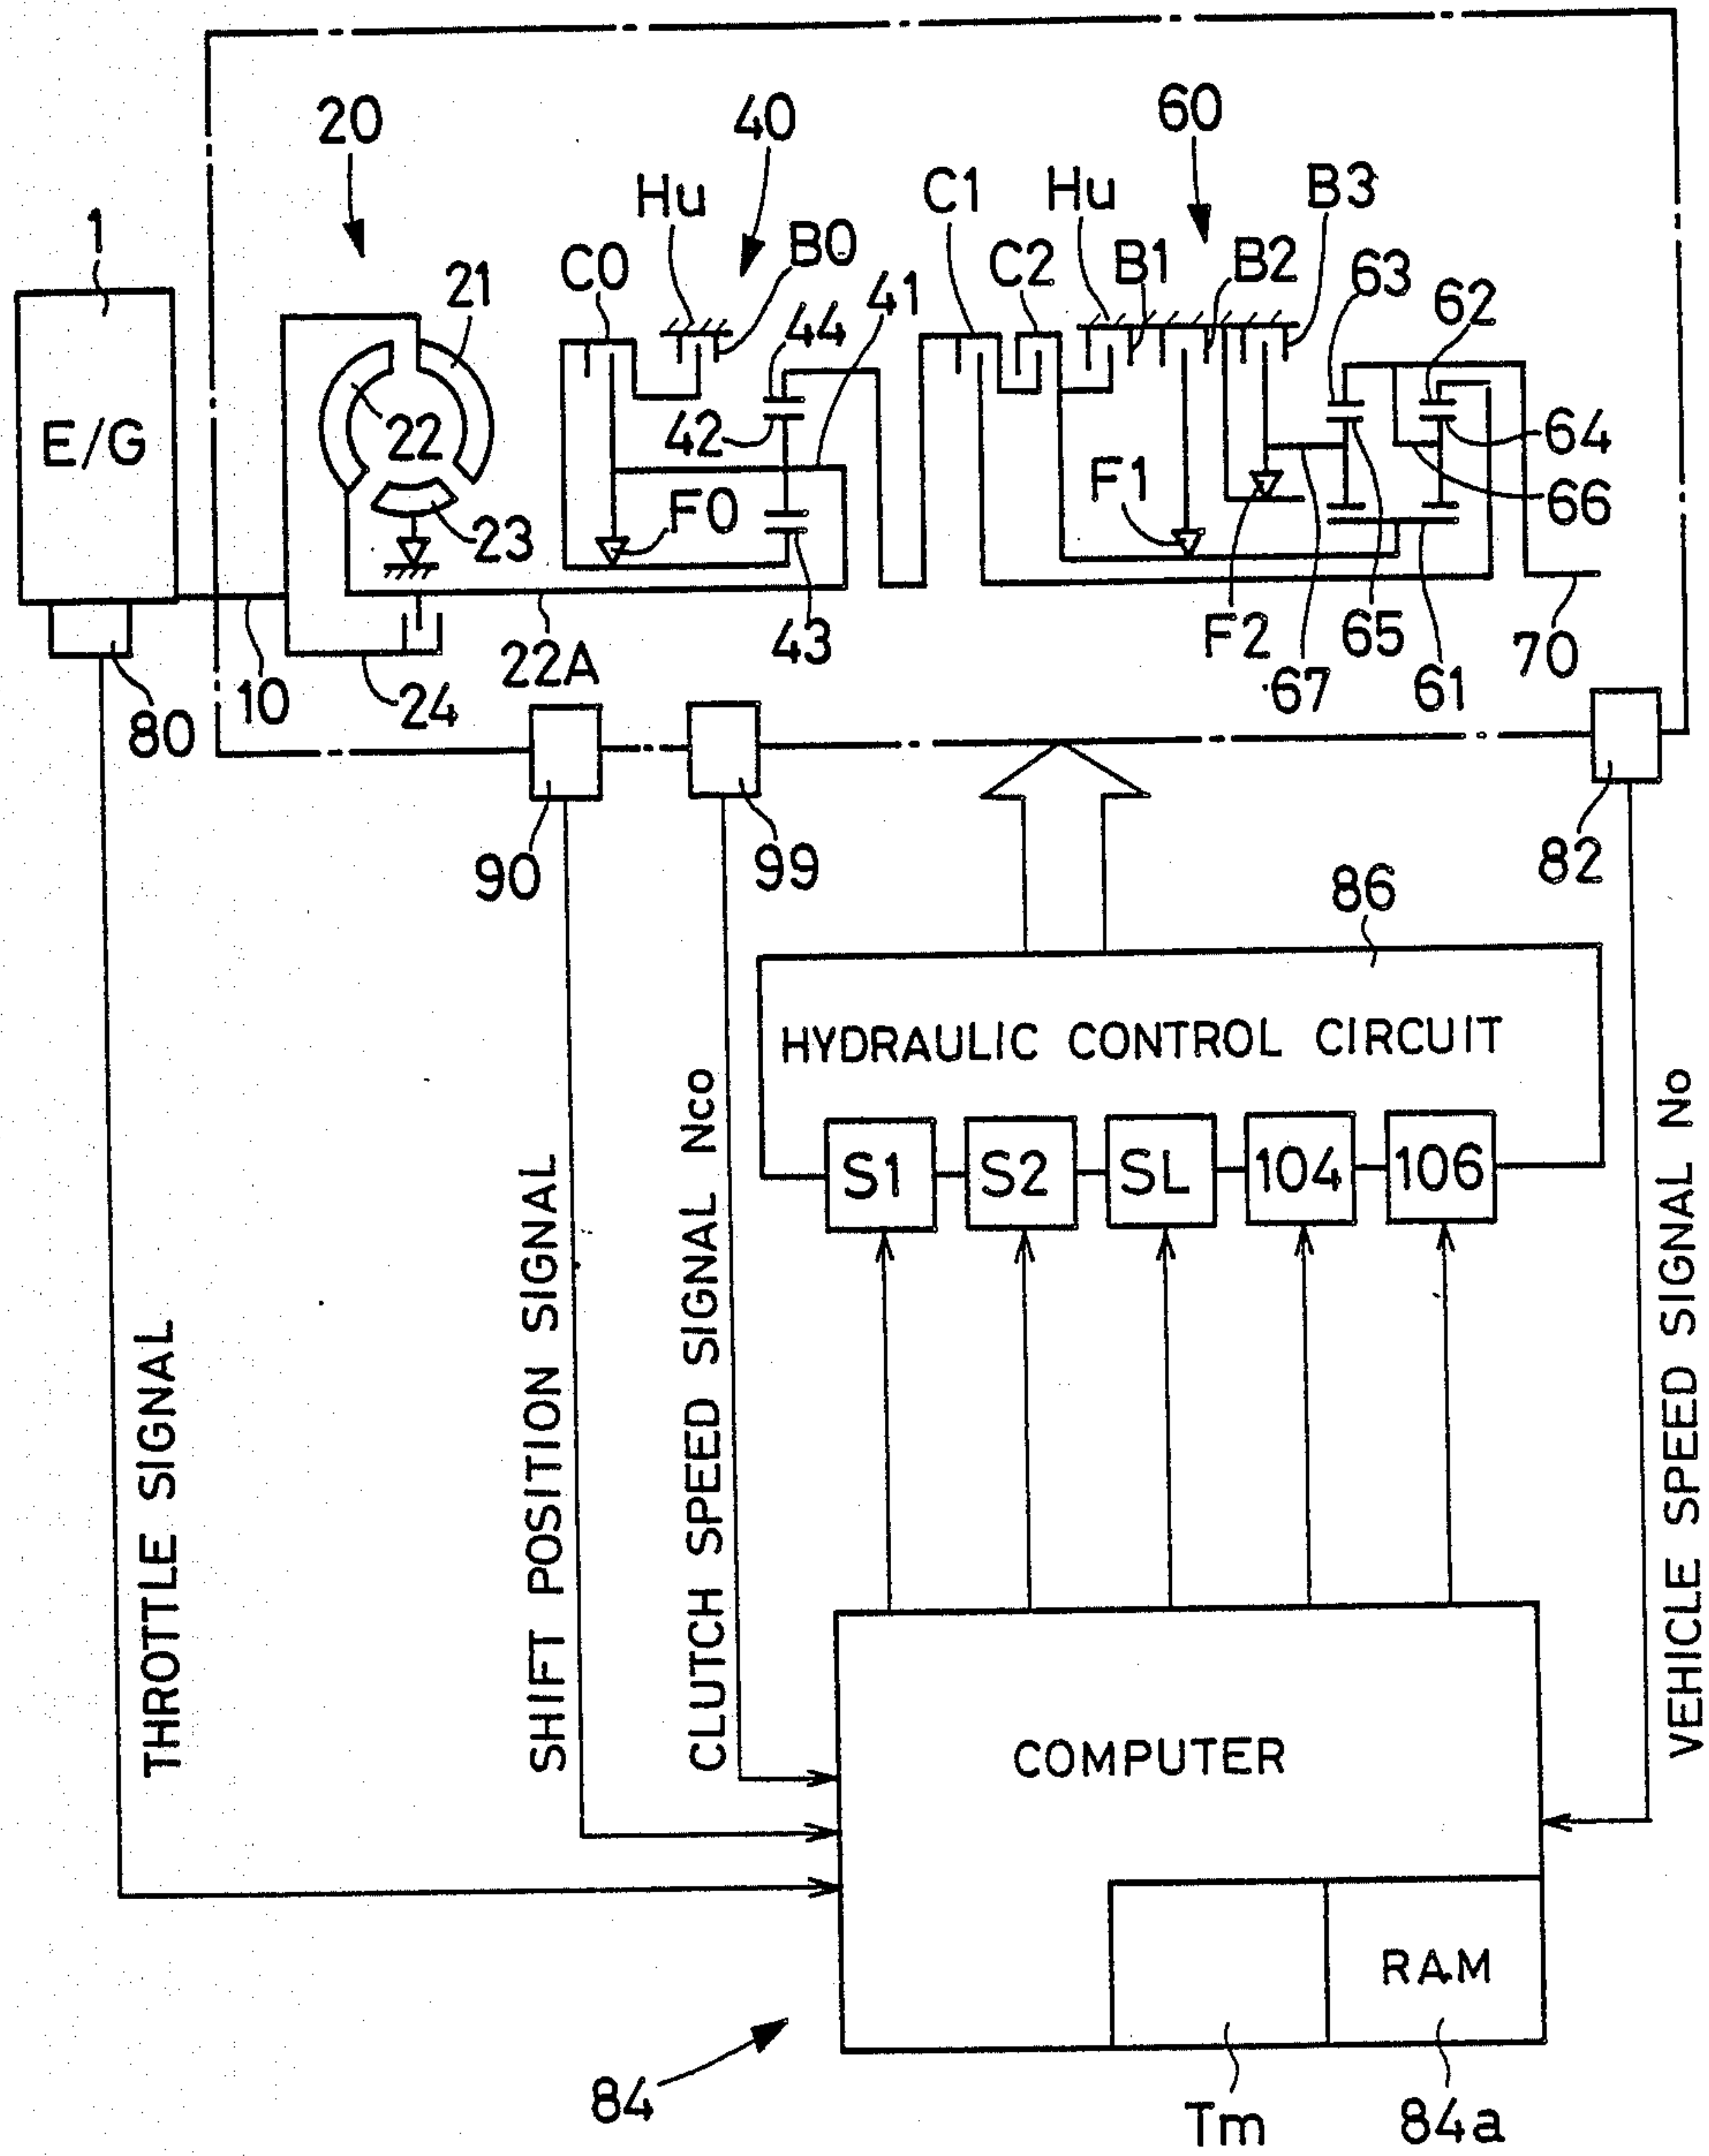 20
40
60
1
Hu
C1
Hu
B3
C0
B0
C2
B1
B2
63
62
21
44
41
E/G
22
42
64
F0
F1
66
23
43
22A
F2
65
67
61
70
10
24
80
90
99
82
86
HYDRAULIC CONTROL CIRCUIT
S1
S2
SL
104
106
THROTTLE SIGNAL
SHIFT POSITION SIGNAL
CLUTCH SPEED SIGNAL Nco
VEHICLE SPEED SIGNAL No
COMPUTER
RAM
84
Tm
84a